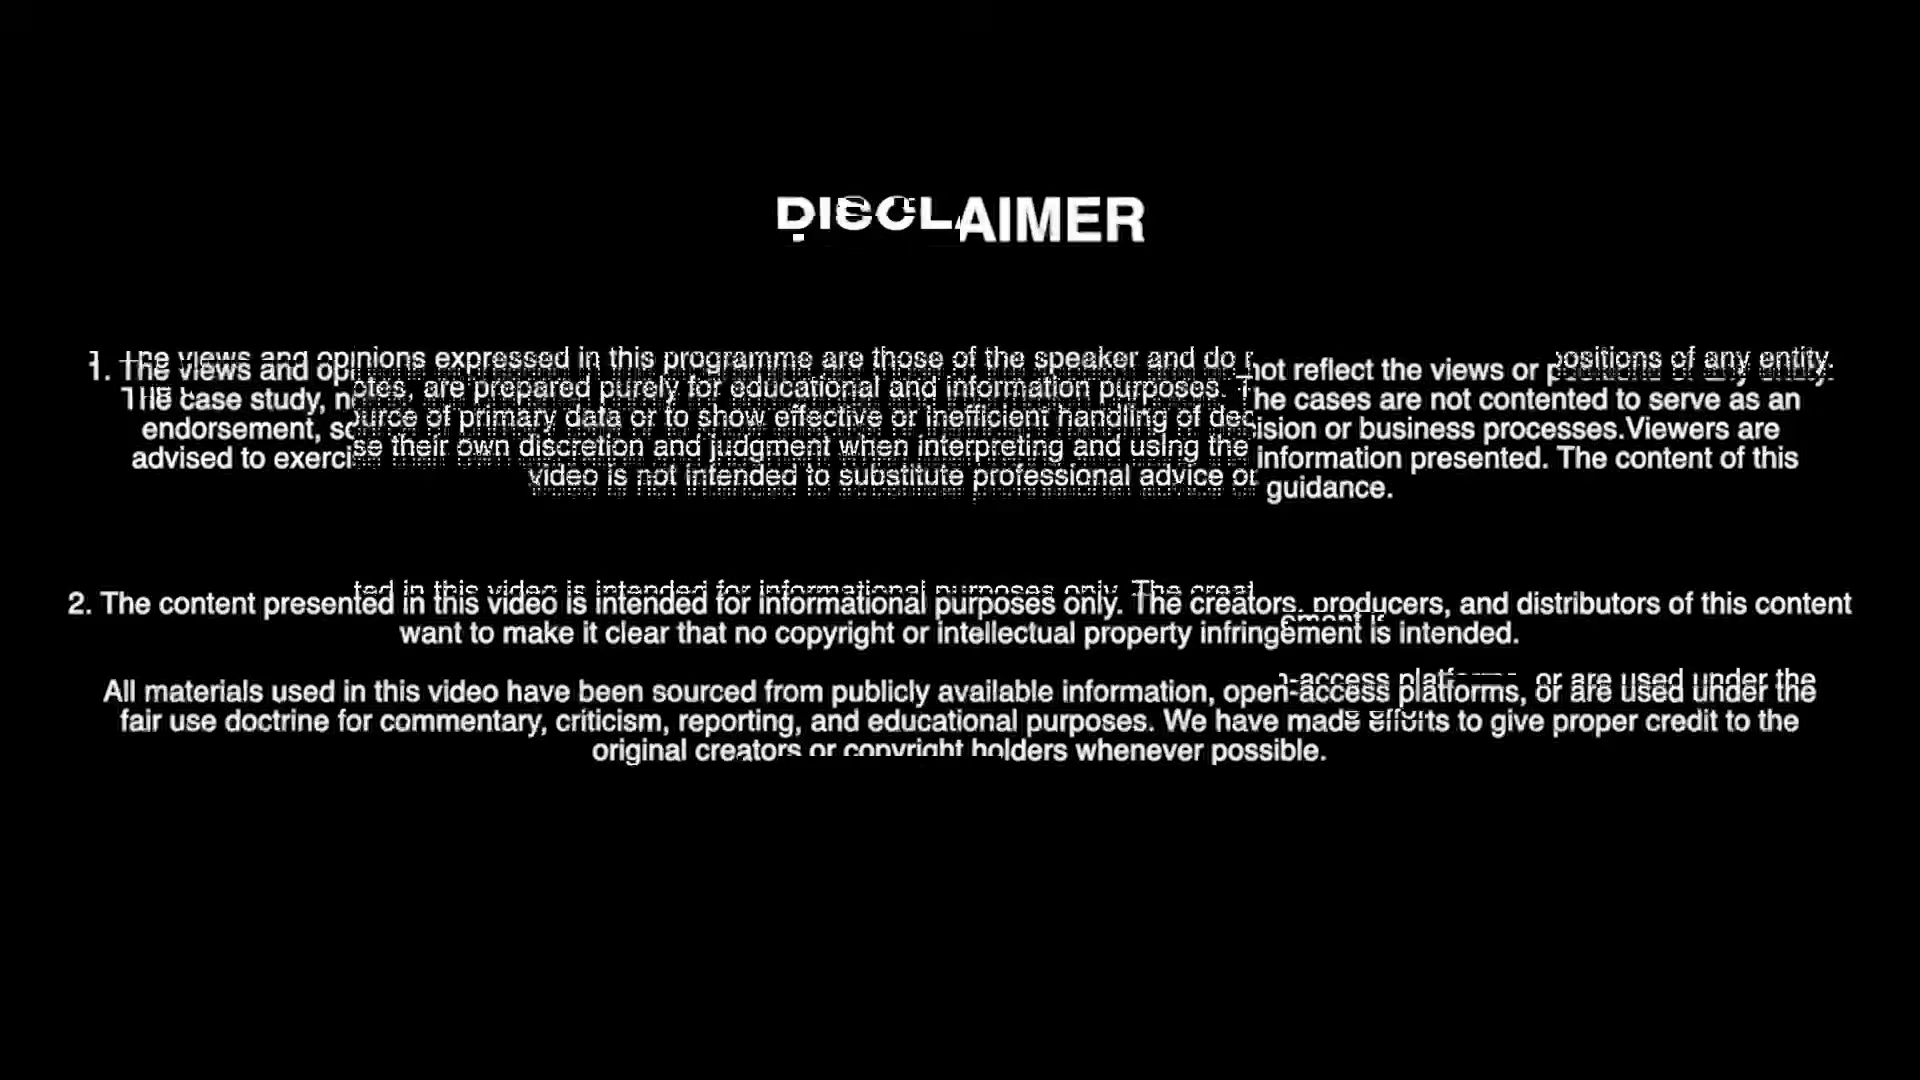 DISCLAIMER
1. The views and opinions expressed in this programme are those of the speaker and do not reflect the views or positions of any entity.
The case study, notes, are prepared purely for educational and information purposes. The cases are not contented to serve as an
endorsement, source of primary data or to show effective or inefficient handling of decision or business processes.Viewers are
advised to exercise their own discretion and judgment when interpreting and using the information presented. The content of this
video is not intended to substitute professional advice or guidance.
2. The content presented in this video is intended for informational purposes only. The creators, producers, and distributors of this content
want to make it clear that no copyright or intellectual property infringement is intended.
All materials used in this video have been sourced from publicly available information, open-access platforms, or are used under the
fair use doctrine for commentary, criticism, reporting, and educational purposes. We have made efforts to give proper credit to the
original creators or copyright holders whenever possible.